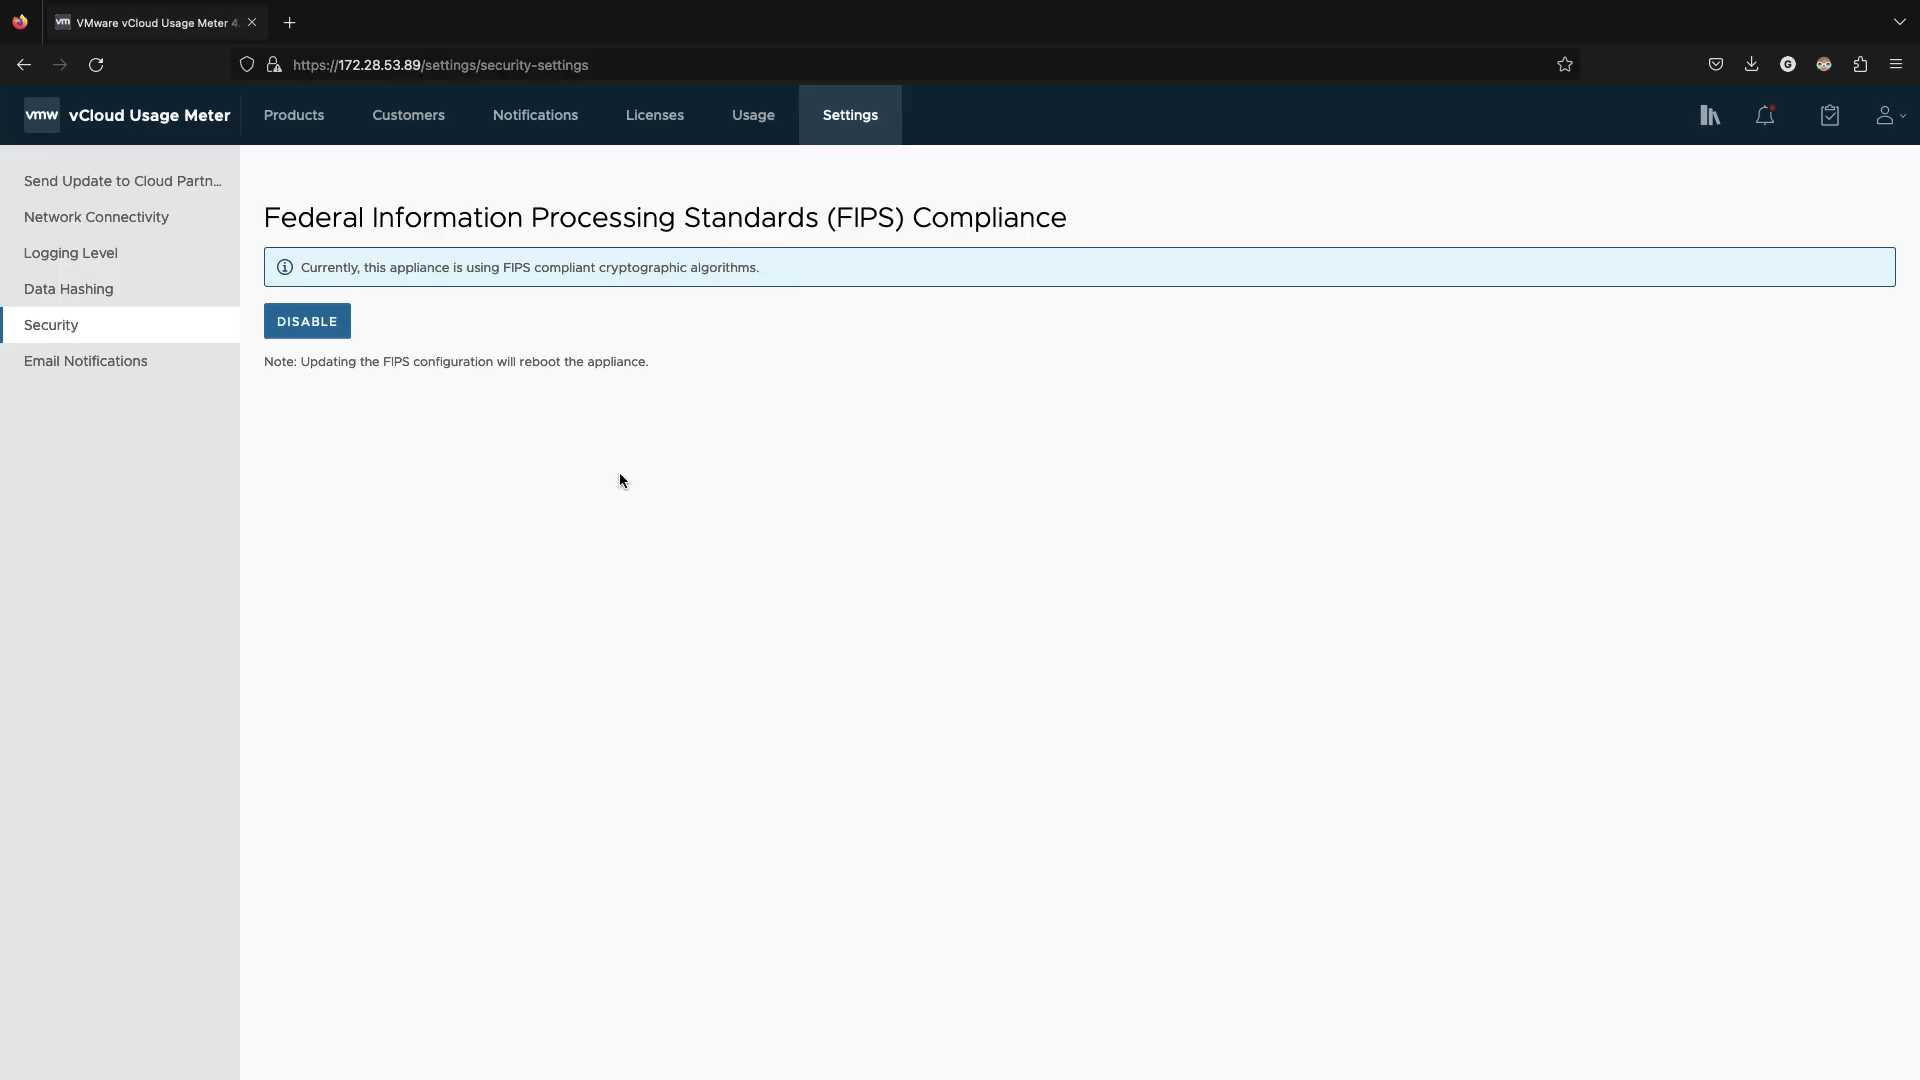 VMware vCloud Usage Meter 4
https://172.28.53.89/settings/security-settings
vmw vCloud Usage Meter
Products
Customers
Notifications
Licenses
Usage
Settings
Send Update to Cloud Partn...
Network Connectivity
Logging Level
Data Hashing
Security
Email Notifications
Federal Information Processing Standards (FIPS) Compliance
Currently, this appliance is using FIPS compliant cryptographic algorithms.
DISABLE
Note: Updating the FIPS configuration will reboot the appliance.